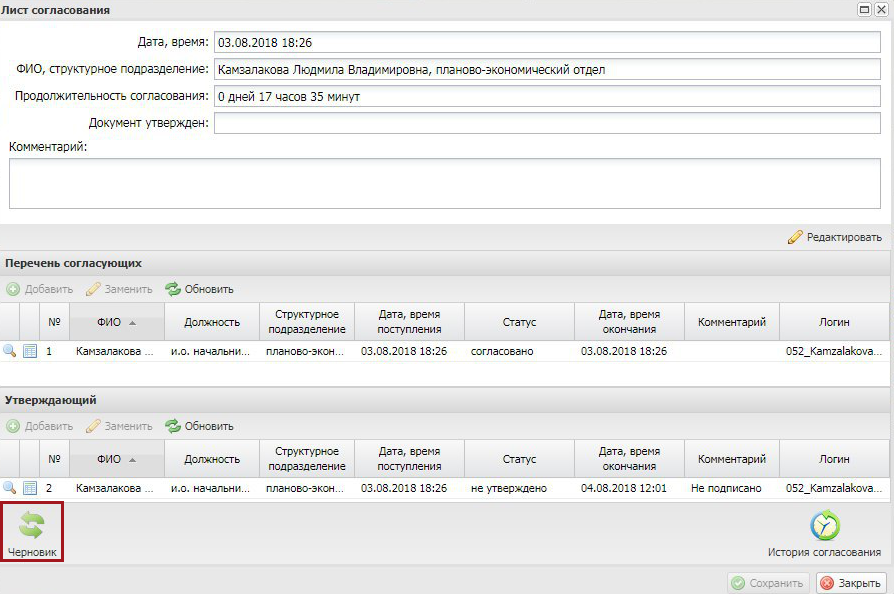 Лист согласования
Дата, время: 03.08.2018 18:26
ФИО, структурное подразделение: Камзалакова Людмила Владимировна, планово-экономический отдел
Продолжительность согласования: 0 дней 17 часов 35 минут
Документ утвержден:
Комментарий:
Редактировать
Перечень согласующих
Добавить Заменить Обновить
№ ФИО Должность Структурное подразделение Дата, время поступления Статус Дата, время окончания Комментарий Логин
1 Камзалакова ... и.о. начальни... планово-экон... 03.08.2018 18:26 согласовано 03.08.2018 18:26 052_Kamzalakova...
Утверждающий
Добавить Заменить Обновить
№ ФИО Должность Структурное подразделение Дата, время поступления Статус Дата, время окончания Комментарий Логин
2 Камзалакова ... и.о. начальни... планово-экон... 03.08.2018 18:26 не утверждено 04.08.2018 12:01 Не подписано 052_Kamzalakova...
Черновик История согласования
Сохранить Закрыть